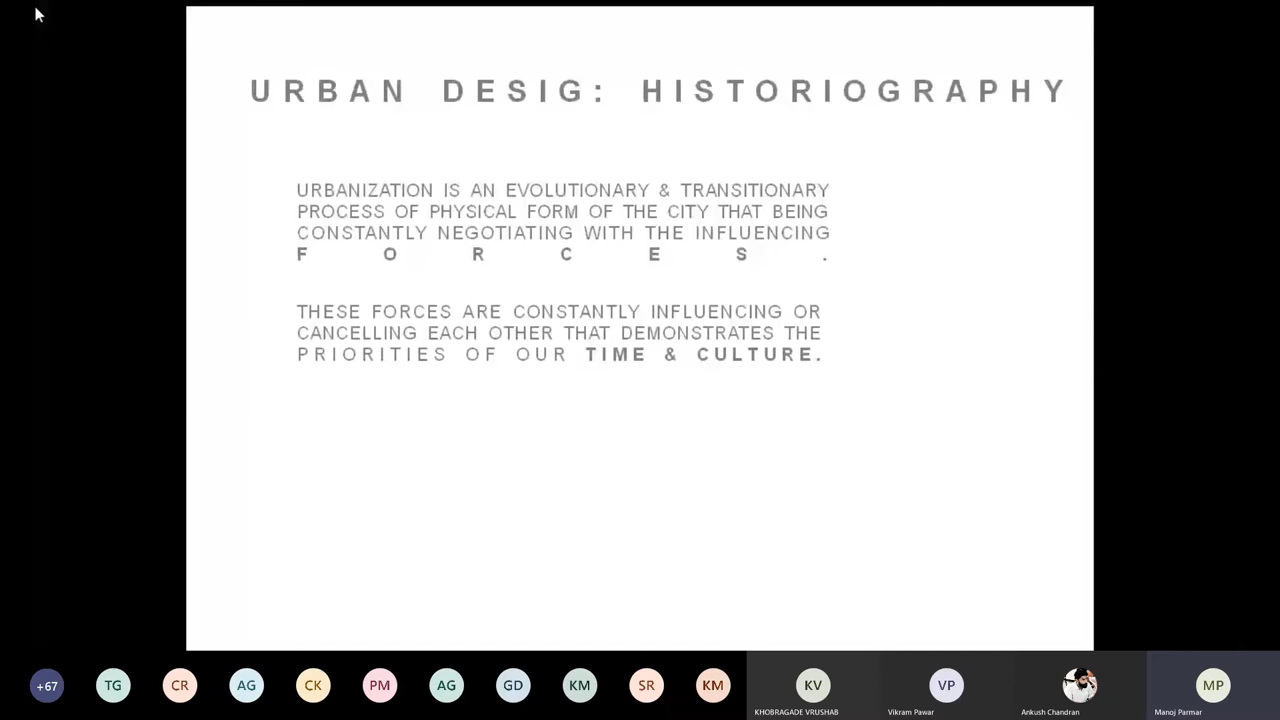 URBAN DESIG: HISTORIOGRAPHY
URBANIZATION IS AN EVOLUTIONARY & TRANSITIONARY
PROCESS OF PHYSICAL FORM OF THE CITY THAT BEING
CONSTANTLY NEGOTIATING WITH THE INFLUENCING
FORCES.
THESE FORCES ARE CONSTANTLY INFLUENCING OR
CANCELLING EACH OTHER THAT DEMONSTRATES THE
PRIORITIES OF OUR TIME & CULTURE.
+67 TG CR AG CK PM AG GD KM SR KM KV VP MP
KHOBRAGADE VRUSHAB Vikram Pawar Ankush Chandran Manoj Parmar